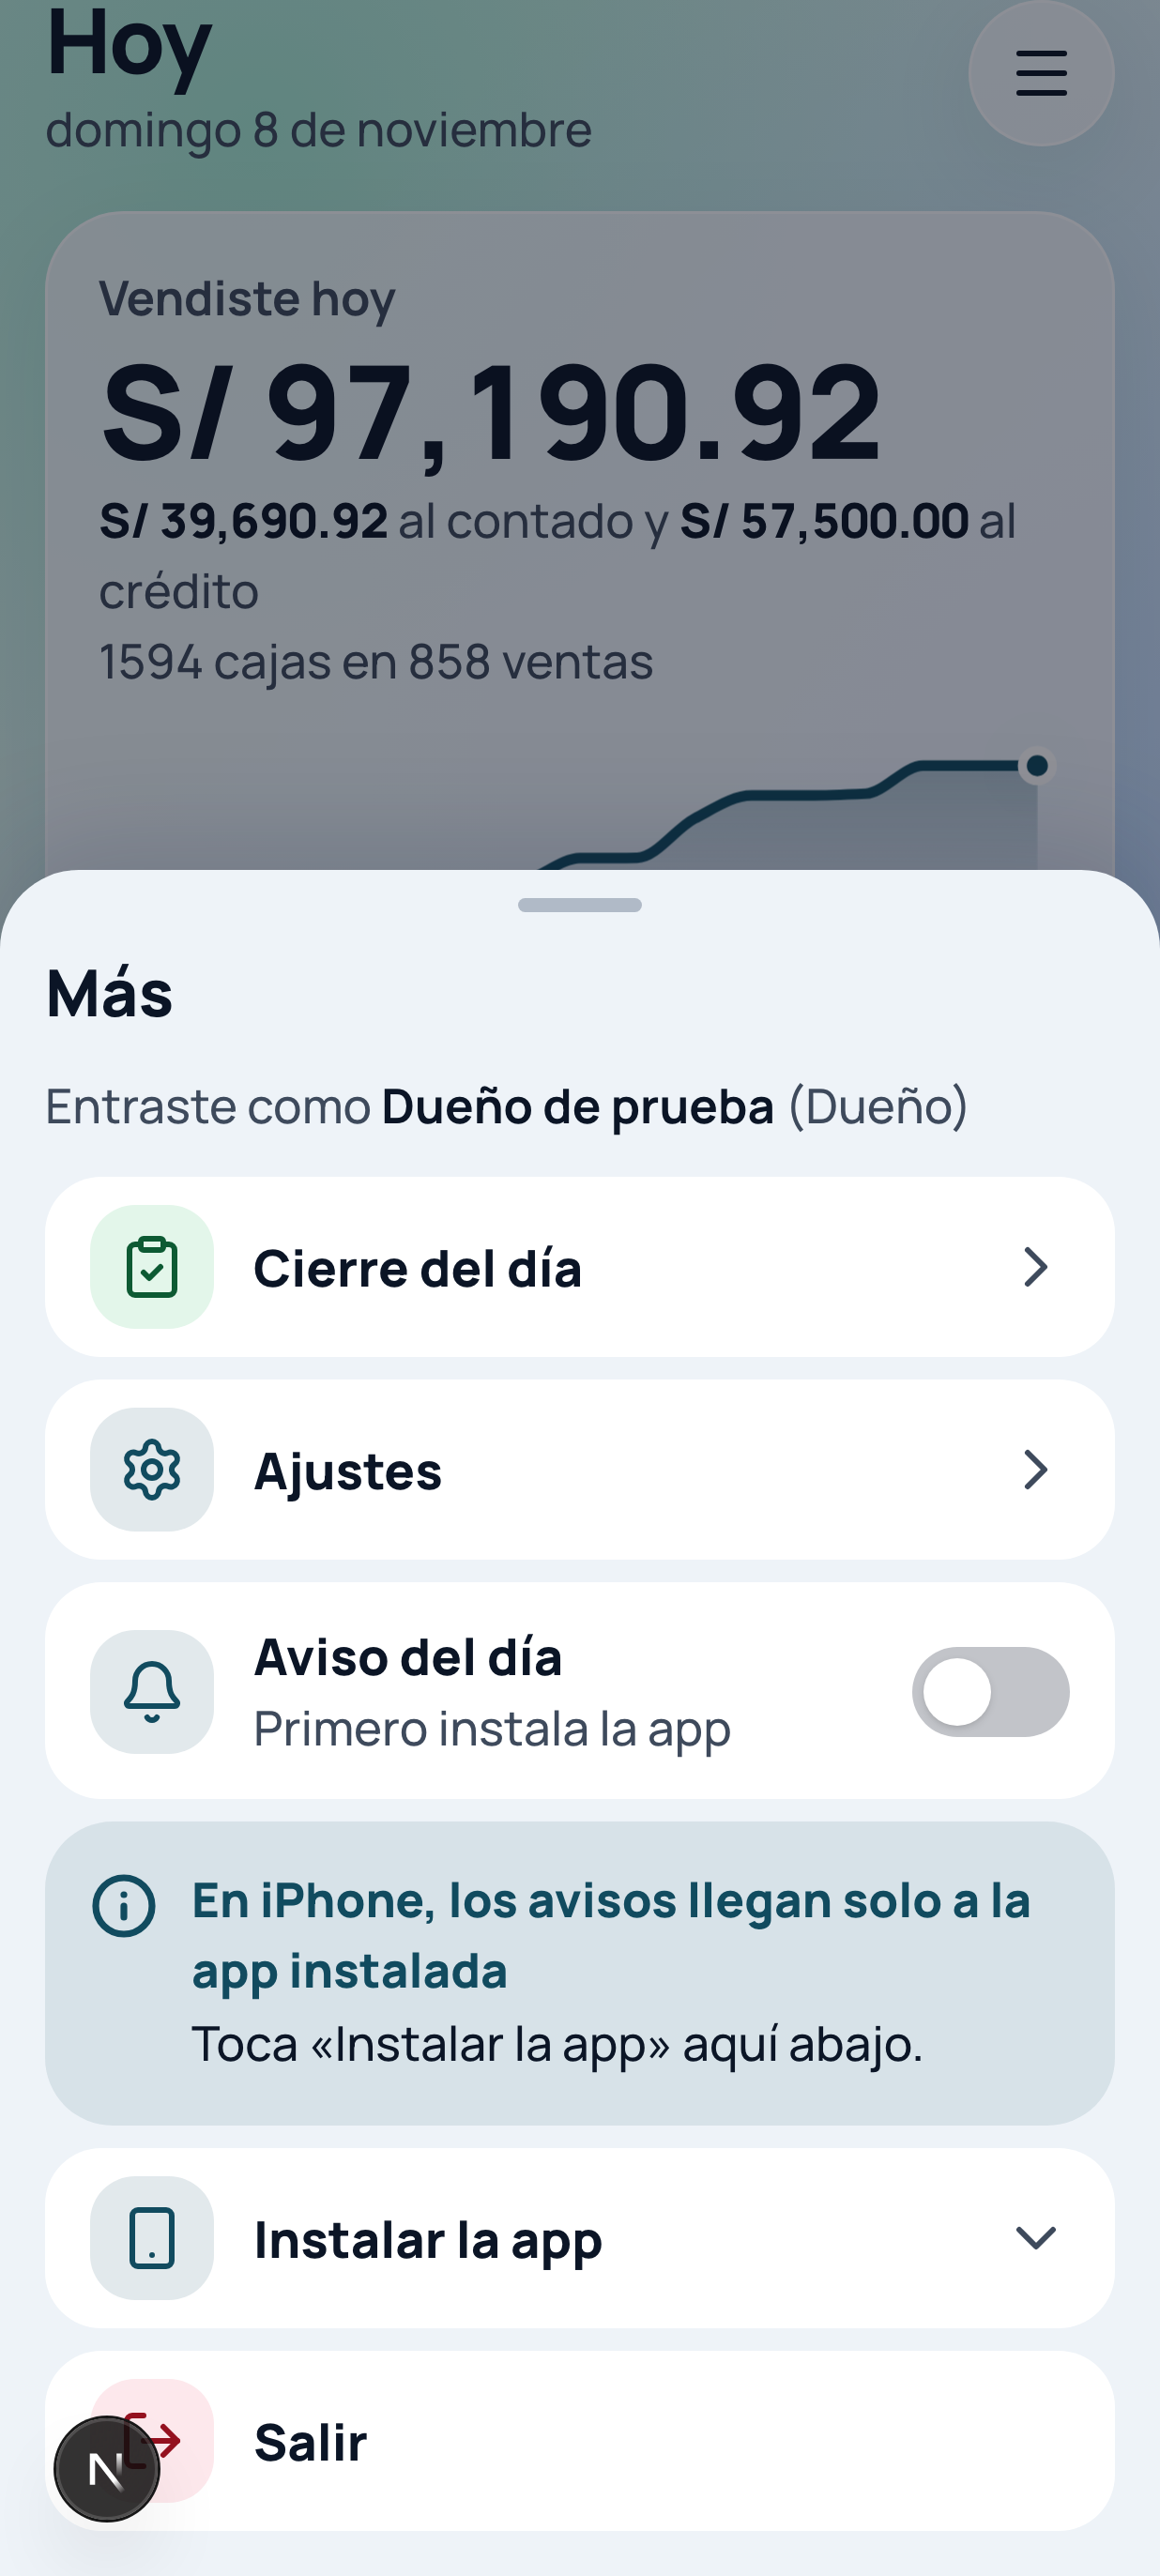 Hoy
domingo 8 de noviembre
Vendiste hoy
S/ 97,190.92
S/ 39,690.92 al contado y S/ 57,500.00 al
crédito
1594 cajas en 858 ventas
Más
Entraste como Dueño de prueba (Dueño)
Cierre del día
Ajustes
Aviso del día
Primero instala la app
En iPhone, los avisos llegan solo a la
app instalada
Toca «Instalar la app» aquí abajo.
Instalar la app
Salir
N